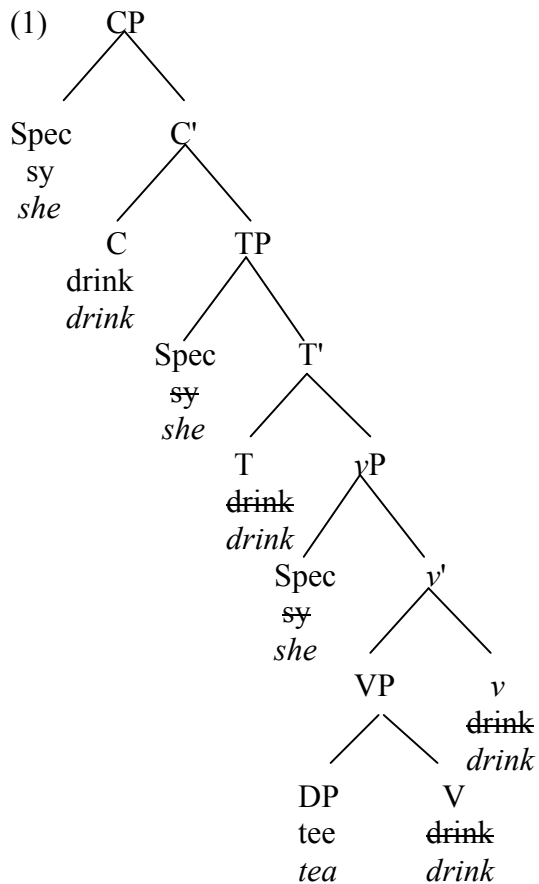 (1) CP
Spec C'
sy
she
C TP
drink
drink
Spec T'
sy
she
T vP
drink
drink
Spec v'
sy
she
VP v
drink
drink
DP V
tee drink
tea drink